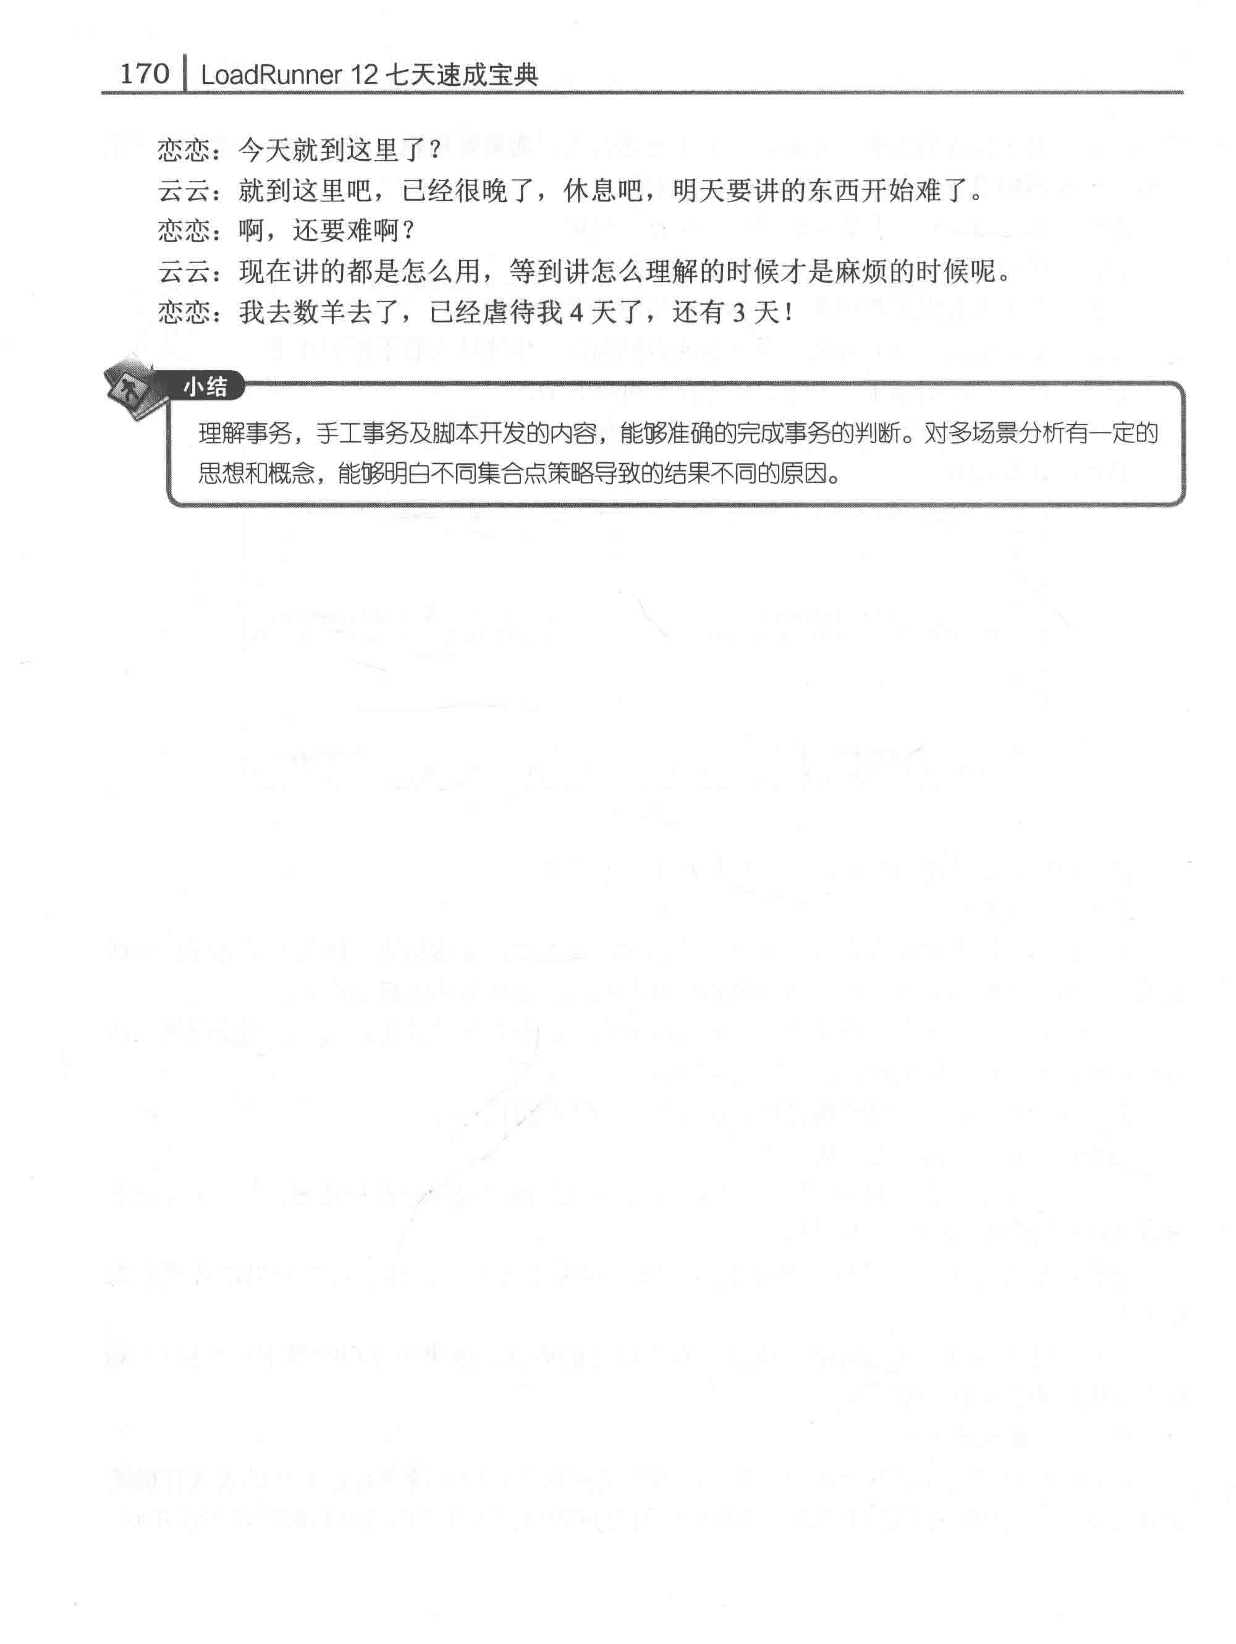 170 LoadRunner 12 七天速成宝典
恋恋：今天就到这里了？
云云：就到这里吧，已经很晚了，休息吧，明天要讲的东西开始难了。
恋恋：啊，还要难啊？
云云：现在讲的都是怎么用，等到讲怎么理解的时候才是麻烦的时候呢。
恋恋：我去数羊去了，已经虐待我 4 天了，还有 3 天！
小结
理解事务，手工事务及脚本开发的内容，能够准确的完成事务的判断。对多场景分析有一定的
思想和概念，能够明白不同集合点策略导致的结果不同的原因。